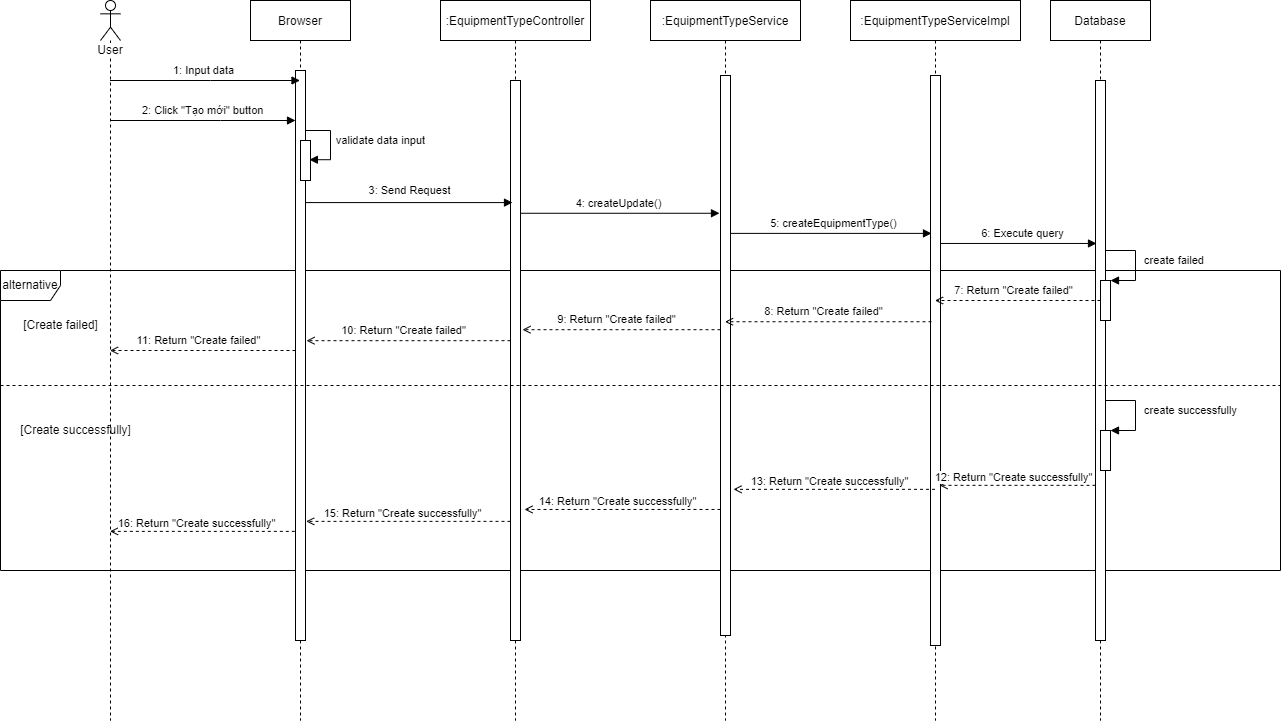 Browser
:EquipmentTypeController
:EquipmentTypeService
:EquipmentTypeServiceImpl
Database
User
1: Input data
2: Click "Tạo mới" button
validate data input
3: Send Request
4: createUpdate()
5: createEquipmentType()
6: Execute query
create failed
alternative
[Create failed]
7: Return "Create failed"
8: Return "Create failed"
9: Return "Create failed"
10: Return "Create failed"
11: Return "Create failed"
create successfully
[Create successfully]
12: Return "Create successfully"
13: Return "Create successfully"
14: Return "Create successfully"
15: Return "Create successfully"
16: Return "Create successfully"